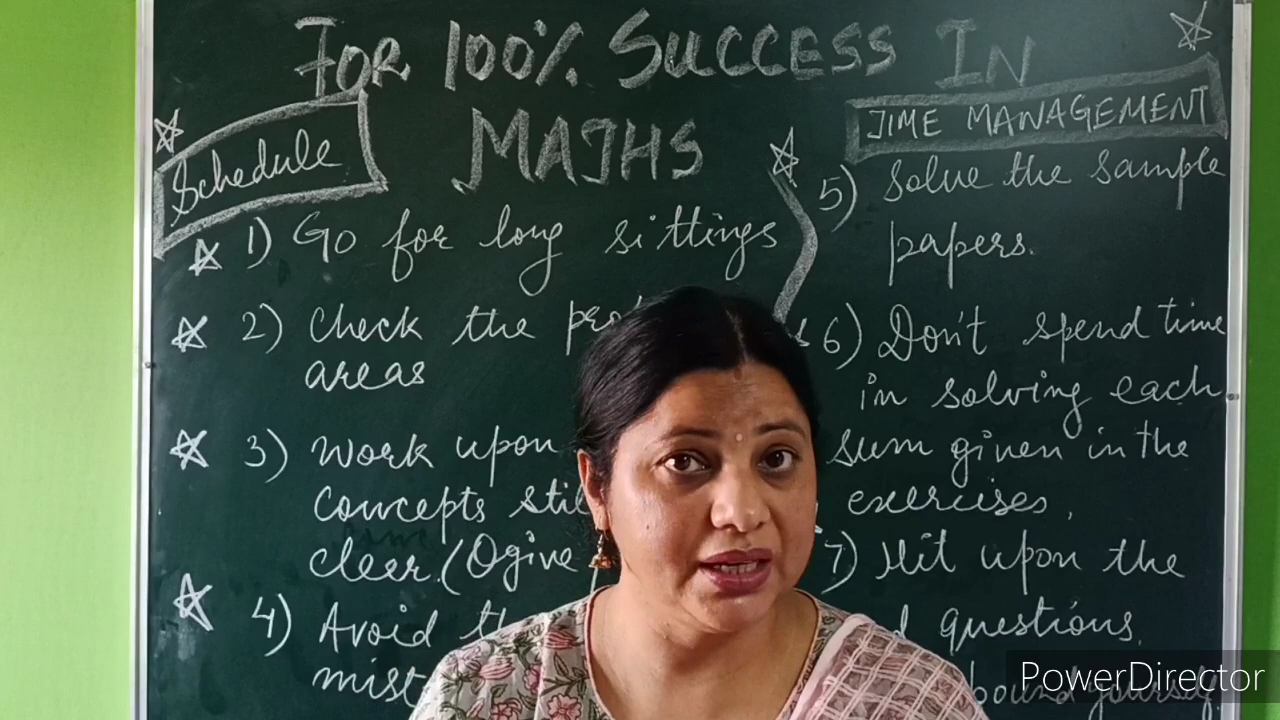 FOR 100% SUCCESS IN
MATHS
Schedule
TIME MANAGEMENT
1) Go for long sittings
2) Check the
areas
3) Work upon
concepts
clear. (Ogive
4) Avoid
5) Solve the sample
papers.
6) Don't spend time
in solving each
sum given in the
exercises,
7) Hit upon the
questions.
bound yourself
PowerDirector